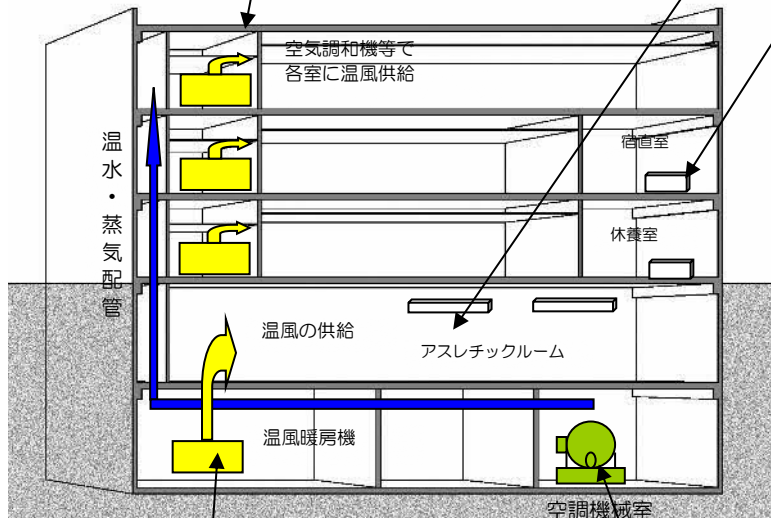 空気調和機等で
各室に温風供給
宿直室
温水・蒸気配管
休養室
温風の供給
アスレチックルーム
温風暖房機
空調機械室